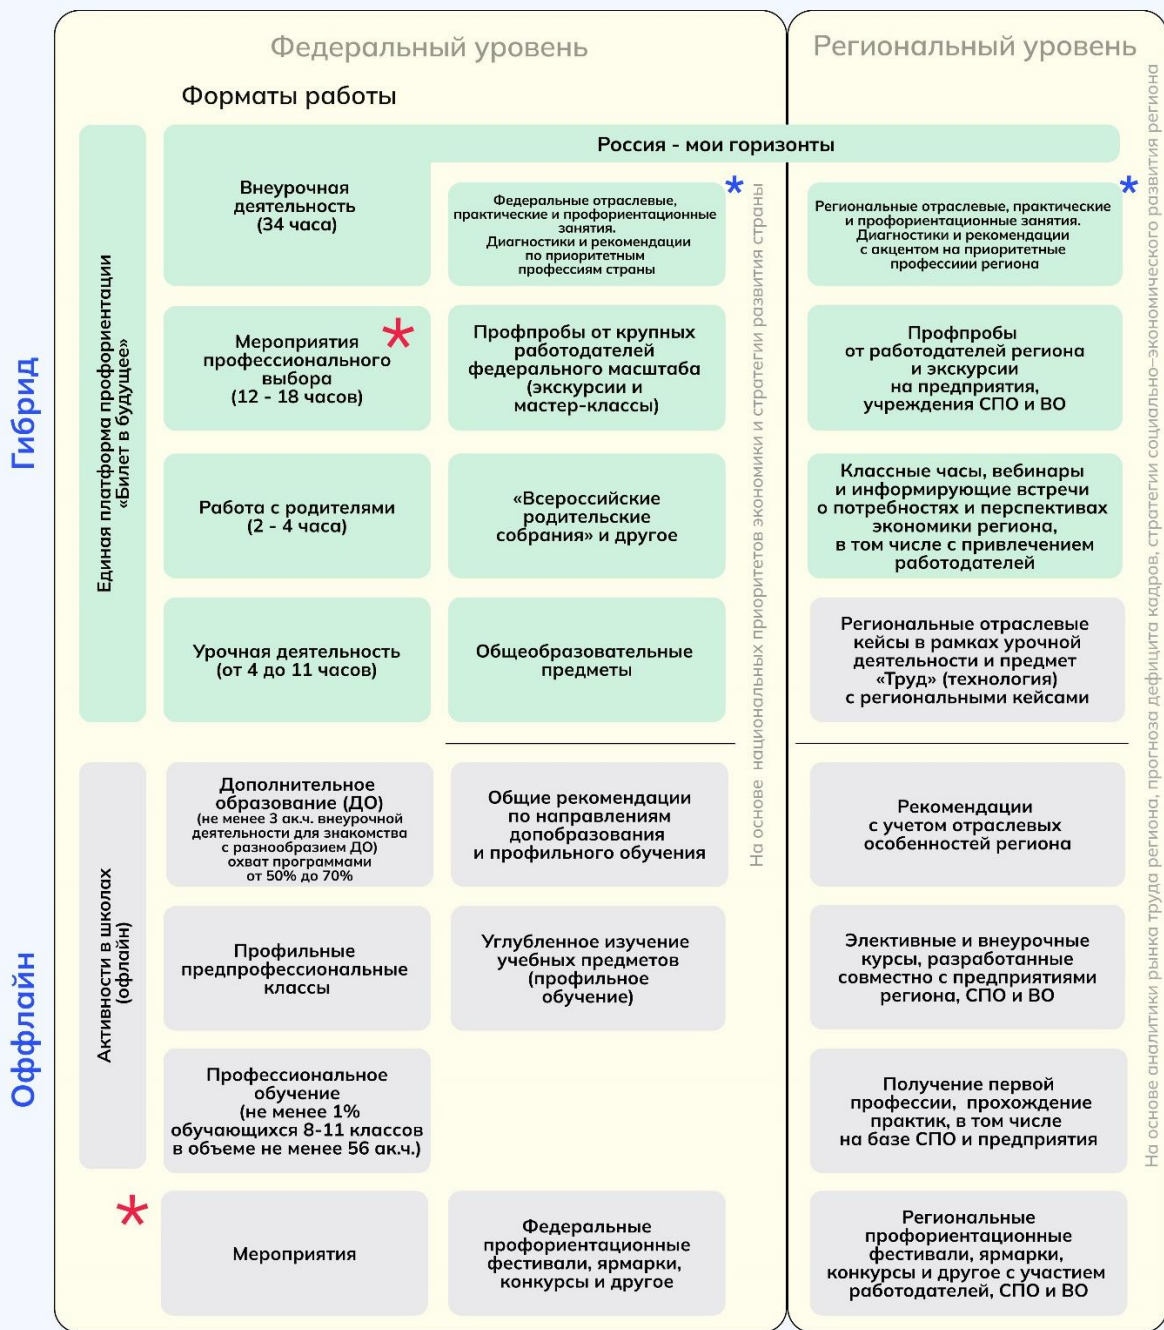 Федеральный уровень
Региональный уровень
Форматы работы
Гибрид
Единая платформа профориентации
«Билет в будущее»
Россия - мои горизонты
Внеурочная
деятельность
(34 часа)
*
Федеральные отраслевые,
практические и профориентационные
занятия.
Диагностики и рекомендации
по приоритетным
профессиям страны
*
Региональные отраслевые, практические
и профориентационные занятия.
Диагностики и рекомендации
с акцентом на приоритетные
профессиии региона
*
Мероприятия
профессионального
выбора
(12 - 18 часов)
Профпробы от крупных
работодателей
федерального масштаба
(экскурсии и
мастер-классы)
Профпробы
от работодателей региона
и экскурсии
на предприятия,
учреждения СПО и ВО
Работа с родителями
(2 - 4 часа)
«Всероссийские
родительские
собрания» и другое
Классные часы, вебинары
и информирующие встречи
о потребностях и перспективах
экономики региона,
в том числе с привлечением
работодателей
Урочная деятельность
(от 4 до 11 часов)
Общеобразовательные
предметы
Региональные отраслевые
кейсы в рамках урочной
деятельности и предмет
«Труд» (технология)
с региональными кейсами
На основе национальных приоритетов экономики и стратегии развития страны
На основе аналитики рынка труда региона, прогноза дефицита кадров, стратегии социально-экономического развития региона
Оффлайн
Активности в школах
(офлайн)
Дополнительное
образование (ДО)
(не менее 3 ак.ч. внеурочной
деятельности для знакомства
с разнообразием ДО)
охват программами
от 50% до 70%
Общие рекомендации
по направлениям
допобразования
и профильного обучения
Рекомендации
с учетом отраслевых
особенностей региона
Профильные
предпрофессиональные
классы
Углубленное изучение
учебных предметов
(профильное
обучение)
Элективные и внеурочные
курсы, разработанные
совместно с предприятиями
региона, СПО и ВО
Профессиональное
обучение
(не менее 1%
обучающихся 8-11 классов
в объеме не менее 56 ак.ч.)
Получение первой
профессии, прохождение
практик, в том числе
на базе СПО и предприятия
*
Мероприятия
Федеральные
профориентационные
фестивали, ярмарки,
конкурсы и другое
Региональные
профориентационные
фестивали, ярмарки,
конкурсы и другое с участием
работодателей, СПО и ВО